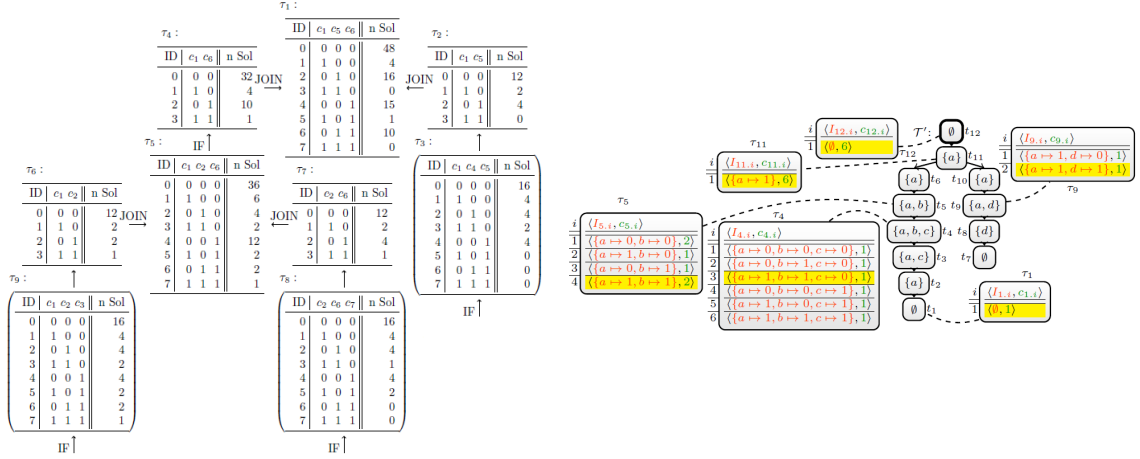 τ₁ :
ID c₁ c₅ c₆ n Sol
0 0 0 0 48
1 1 0 0 4
2 0 1 0 16
3 1 1 0 0
4 0 0 1 15
5 1 0 1 1
6 0 1 1 10
7 1 1 1 0
τ₄ :
ID c₁ c₆ n Sol
0 0 0 32
1 1 0 4
2 0 1 10
3 1 1 1
JOIN
JOIN
τ₂ :
ID c₁ c₅ n Sol
0 0 0 12
1 1 0 2
2 0 1 4
3 1 1 0
IF
τ₅ :
ID c₁ c₂ c₆ n Sol
0 0 0 0 36
1 1 0 0 6
2 0 1 0 4
3 1 1 0 2
4 0 0 1 12
5 1 0 1 2
6 0 1 1 2
7 1 1 1 1
τ₃ :
ID c₁ c₄ c₅ n Sol
0 0 0 0 16
1 1 0 0 4
2 0 1 0 4
3 1 1 0 2
4 0 0 1 4
5 1 0 1 0
6 0 1 1 0
7 1 1 1 0
IF
τ₆ :
ID c₁ c₂ n Sol
0 0 0 12
1 1 0 2
2 0 1 2
3 1 1 1
JOIN
JOIN
τ₇ :
ID c₂ c₆ n Sol
0 0 0 12
1 1 0 2
2 0 1 4
3 1 1 1
τ₉ :
ID c₁ c₂ c₃ n Sol
0 0 0 0 16
1 1 0 0 4
2 0 1 0 4
3 1 1 0 2
4 0 0 1 4
5 1 0 1 2
6 0 1 1 2
7 1 1 1 1
IF
τ₈ :
ID c₂ c₆ c₇ n Sol
0 0 0 0 16
1 1 0 0 4
2 0 1 0 4
3 1 1 0 1
4 0 0 1 4
5 1 0 1 2
6 0 1 1 0
7 1 1 1 0
IF
i ⟨I₁₂.ᵢ, c₁₂.ᵢ⟩
1 ⟨∅, 6⟩
τ₁₂
𝒯′: ∅ t₁₂
τ₁₁
i ⟨I₁₁.ᵢ, c₁₁.ᵢ⟩
1 ⟨{a ↦ 1}, 6⟩
{a} t₁₁
i ⟨I₉.ᵢ, c₉.ᵢ⟩
1 ⟨{a ↦ 1, d ↦ 0}, 1⟩
2 ⟨{a ↦ 1, d ↦ 1}, 1⟩
τ₉
{a} t₆ t₁₀ {a}
{a, b} t₅ t₉ {a, d}
{a, b, c} t₄ t₈ {d}
{a, c} t₃ t₇ ∅
{a} t₂
∅ t₁
τ₅
i ⟨I₅.ᵢ, c₅.ᵢ⟩
1 ⟨{a ↦ 0, b ↦ 0}, 2⟩
2 ⟨{a ↦ 1, b ↦ 0}, 1⟩
3 ⟨{a ↦ 0, b ↦ 1}, 1⟩
4 ⟨{a ↦ 1, b ↦ 1}, 2⟩
τ₄
i ⟨I₄.ᵢ, c₄.ᵢ⟩
1 ⟨{a ↦ 0, b ↦ 0, c ↦ 0}, 1⟩
2 ⟨{a ↦ 1, b ↦ 0, c ↦ 0}, 1⟩
3 ⟨{a ↦ 1, b ↦ 1, c ↦ 0}, 1⟩
4 ⟨{a ↦ 0, b ↦ 0, c ↦ 1}, 1⟩
5 ⟨{a ↦ 0, b ↦ 1, c ↦ 1}, 1⟩
6 ⟨{a ↦ 1, b ↦ 1, c ↦ 1}, 1⟩
τ₁
i ⟨I₁.ᵢ, c₁.ᵢ⟩
1 ⟨∅, 1⟩